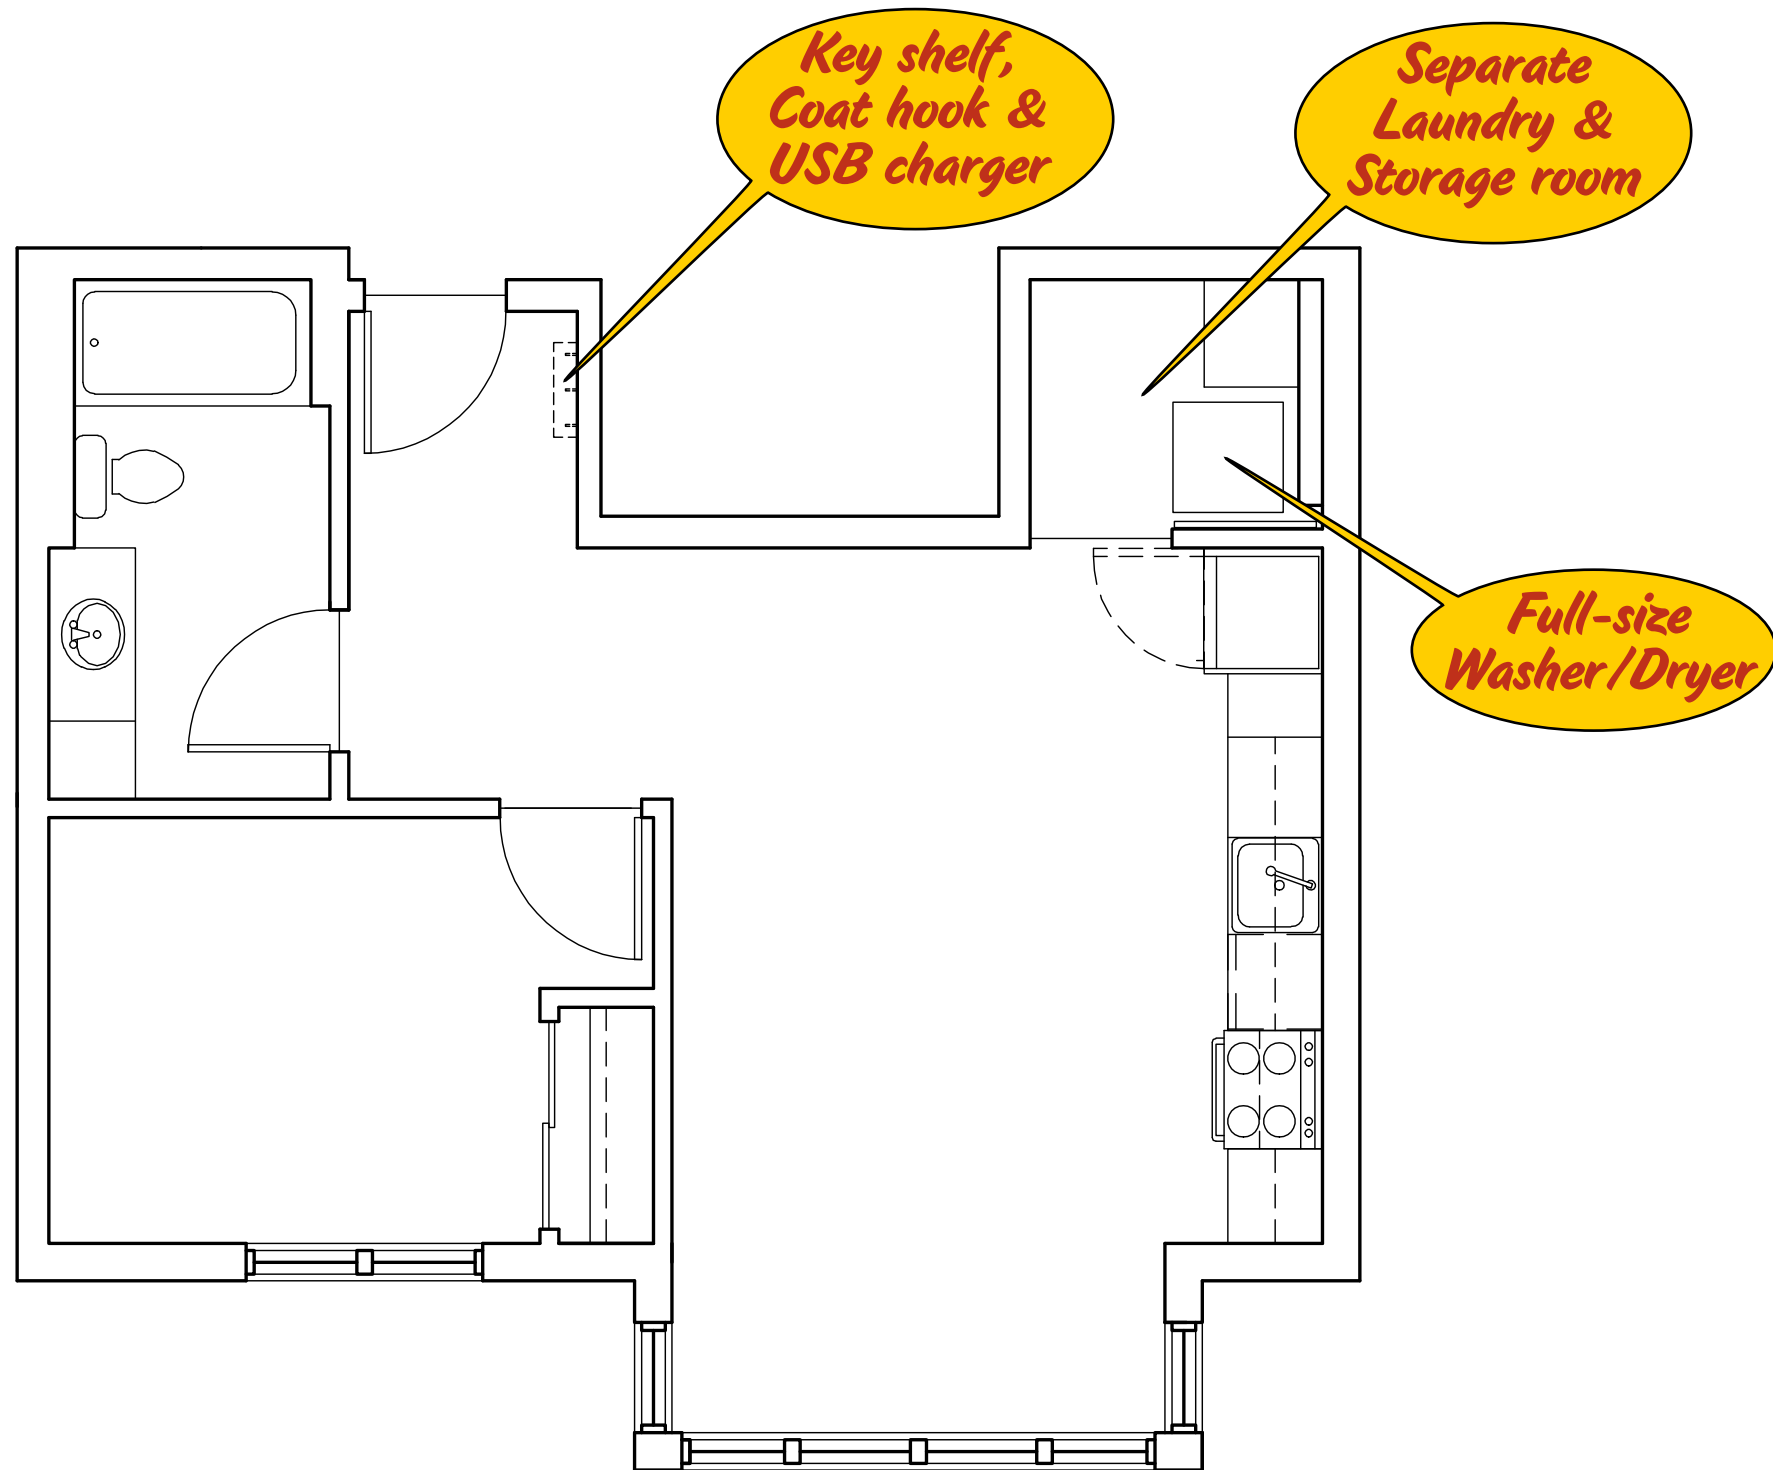 Key shelf,
Coat hook &
USB charger
Separate
Laundry &
Storage room
Full-size
Washer/Dryer